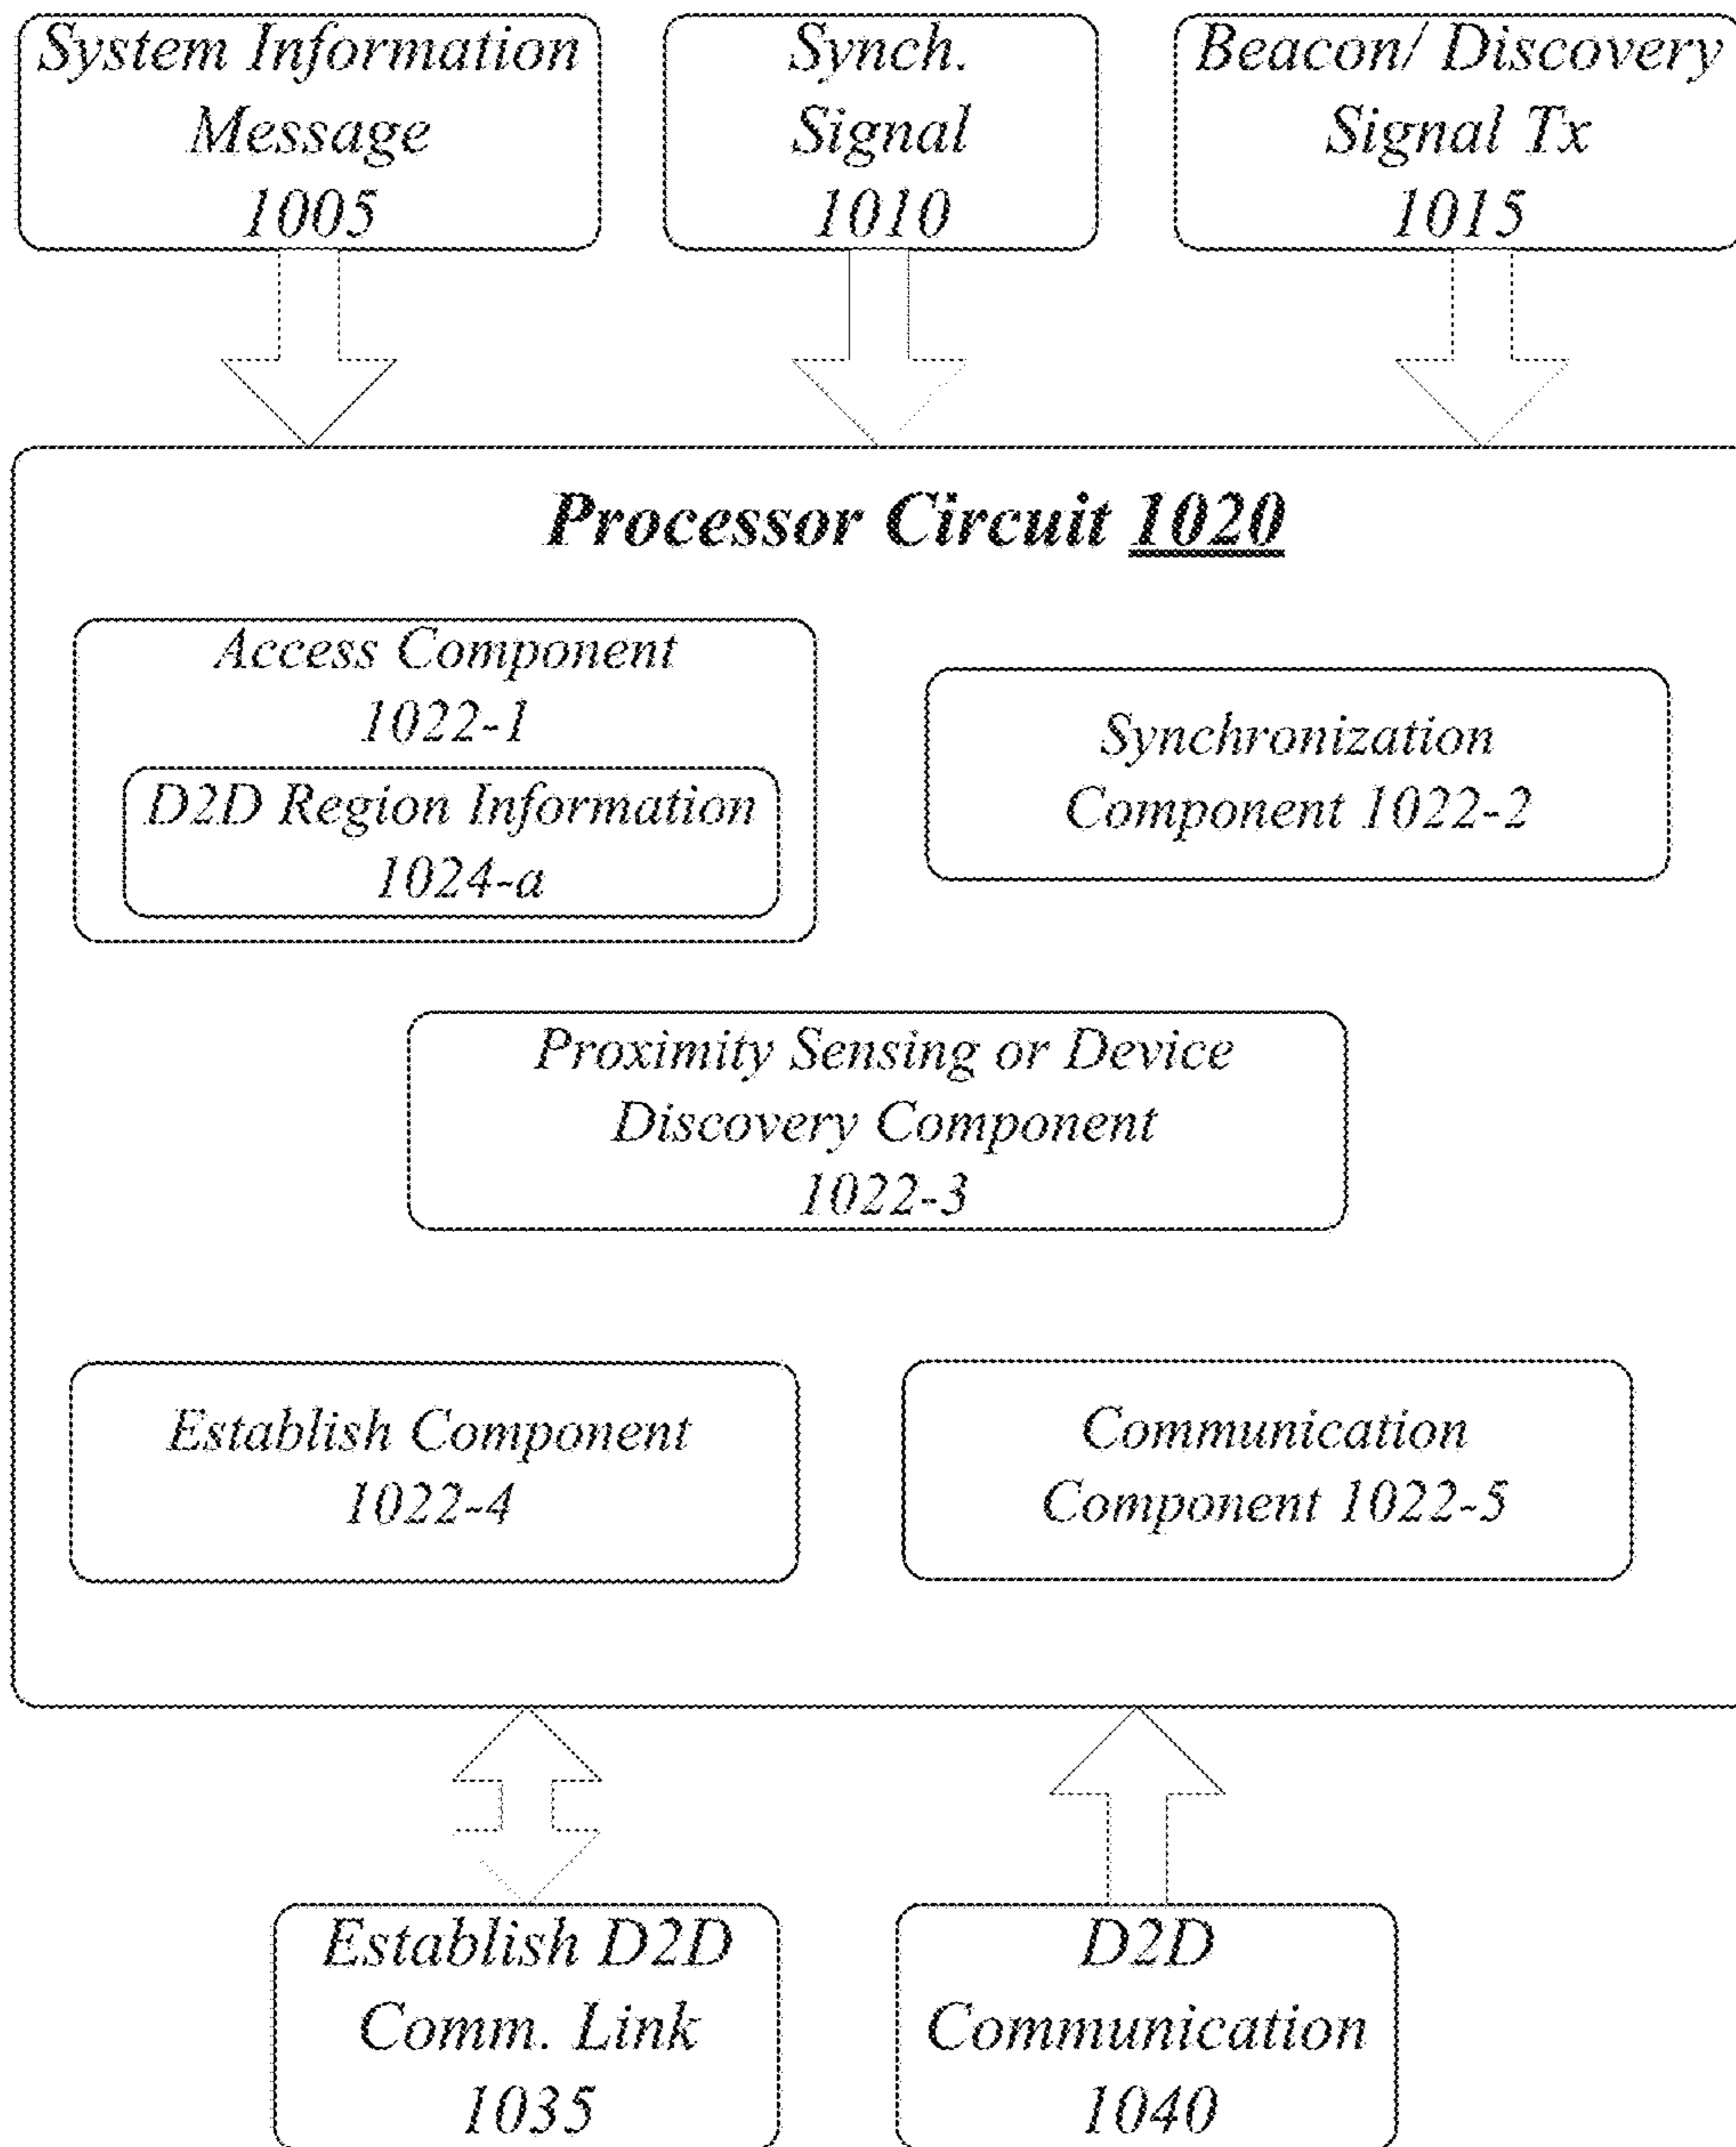 System Information
Message
1005
Synch.
Signal
1010
Beacon/ Discovery
Signal Tx
1015
Processor Circuit 1020
Access Component
1022-1
D2D Region Information
1024-a
Synchronization
Component 1022-2
Proximity Sensing or Device
Discovery Component
1022-3
Establish Component
1022-4
Communication
Component 1022-5
Establish D2D
Comm. Link
1035
D2D
Communication
1040